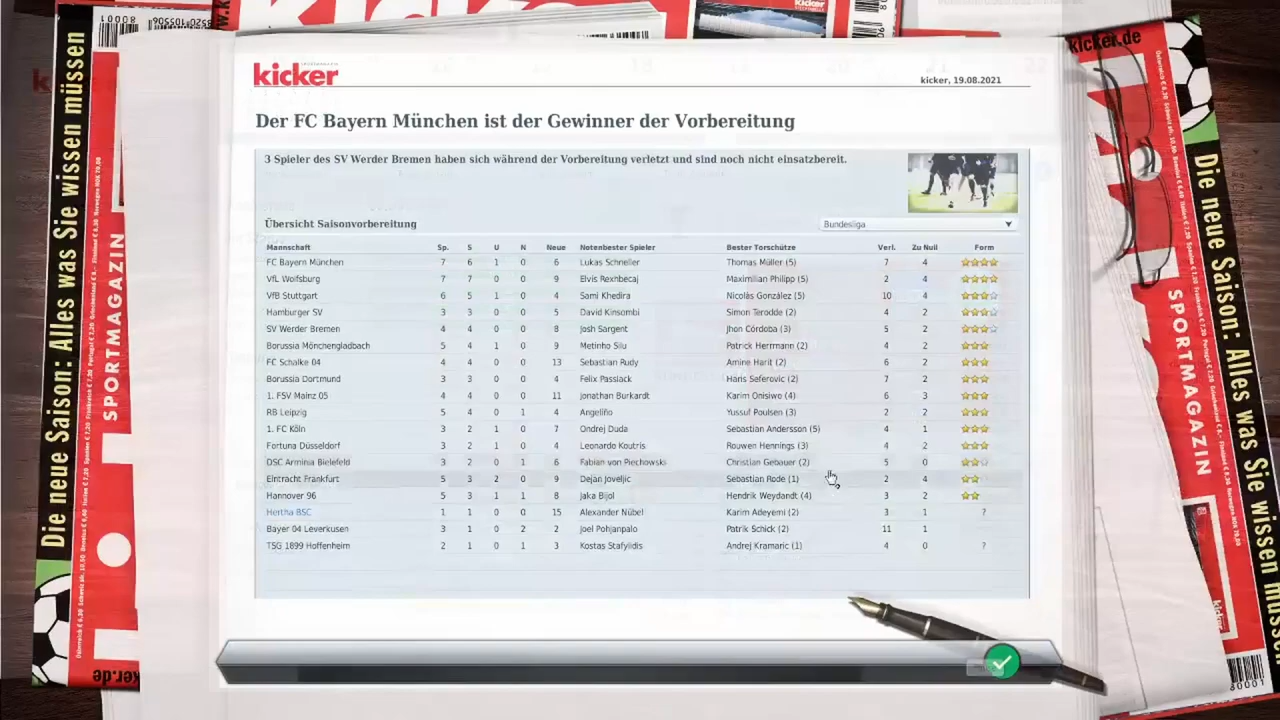 kicker
kicker, 19.08.2021
Der FC Bayern München ist der Gewinner der Vorbereitung
3 Spieler des SV Werder Bremen haben sich während der Vorbereitung verletzt und sind noch nicht einsatzbereit.
Übersicht Saisonvorbereitung
Bundesliga
Mannschaft Sp. S U N Neue Notenbester Spieler Bester Torschütze Verl. Zu Null Form
FC Bayern München 7 6 1 0 6 Lukas Schneller Thomas Müller (5) 7 4
VfL Wolfsburg 7 0 0 9 Elvis Rexhbecaj Maximilian Philipp (5) 2 4
VfB Stuttgart 6 5 1 0 4 Sami Khedira Nicolás González (5) 10 4
Hamburger SV 3 3 0 0 5 David Kinsombi Simon Terodde (2) 4 2
SV Werder Bremen 4 4 0 0 8 Josh Sargent Jhon Córdoba (3) 5 2
Borussia Mönchengladbach 5 4 1 0 9 Metinho Silu Patrick Herrmann (2) 4 2
FC Schalke 04 4 0 0 13 Sebastian Rudy Amine Harit (2) 6 2
Borussia Dortmund 3 3 0 0 4 Felix Passlack Haris Seferovic (2) 7 2
1. FSV Mainz 05 4 4 0 0 11 Jonathan Burkardt Karim Onisiwo (4) 6 3
RB Leipzig 5 4 0 1 4 Angeliño Yussuf Poulsen (3) 2 2
1. FC Köln 3 2 1 0 7 Ondrej Duda Sebastian Andersson (5) 4 1
Fortuna Düsseldorf 3 2 1 0 4 Leonardo Koutris Rouwen Hennings (3) 4 2
DSC Arminia Bielefeld 3 2 0 1 6 Fabian von Piechowski Christian Gebauer (2) 5 0
Eintracht Frankfurt 5 3 2 0 9 Dejan Joveljic Sebastian Rode (1) 2 4
Hannover 96 5 3 1 1 8 Jaka Bijol Hendrik Weydandt (4) 3 2
Hertha BSC 1 1 0 0 15 Alexander Nübel Karim Adeyemi (2) 3 1 ?
Bayer 04 Leverkusen 3 1 0 2 2 Joel Pohjanpalo Patrik Schick (2) 11 1
TSG 1899 Hoffenheim 2 1 0 1 3 Kostas Stafylidis Andrej Kramaric (1) 4 0 ?
Die neue Saison: Alles was Sie wissen müssen
SPORTMAGAZIN
kicker.de
Die neue Saison: Alles was Sie wissen müssen
SPORTMAGAZIN
kicker